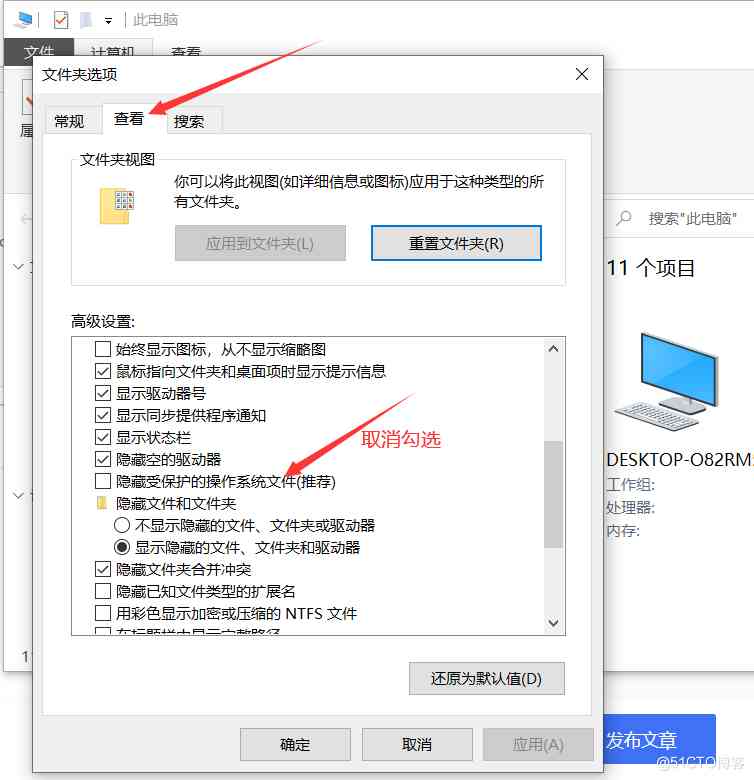 此电脑
文件
计算机
查看
文件夹选项
常规
查看
搜索
文件夹视图
你可以将此视图(如详细信息或图标)应用于这种类型的所
有文件夹。
应用到文件夹(L)
重置文件夹(R)
搜索"此电脑"
11 个项目
高级设置:
始终显示图标，从不显示缩略图
鼠标指向文件夹和桌面项时显示提示信息
显示驱动器号
显示同步提供程序通知
显示状态栏
取消勾选
隐藏空的驱动器
隐藏受保护的操作系统文件(推荐)
隐藏文件和文件夹
不显示隐藏的文件、文件夹或驱动器
显示隐藏的文件、文件夹和驱动器
隐藏文件夹合并冲突
隐藏已知文件类型的扩展名
用彩色显示加密或压缩的 NTFS 文件
在标题栏中显示完整路径
DESKTOP-O82RM
工作组:
处理器:
内存:
还原为默认值(D)
确定
取消
应用(A)
发布文章
@51CTO博客